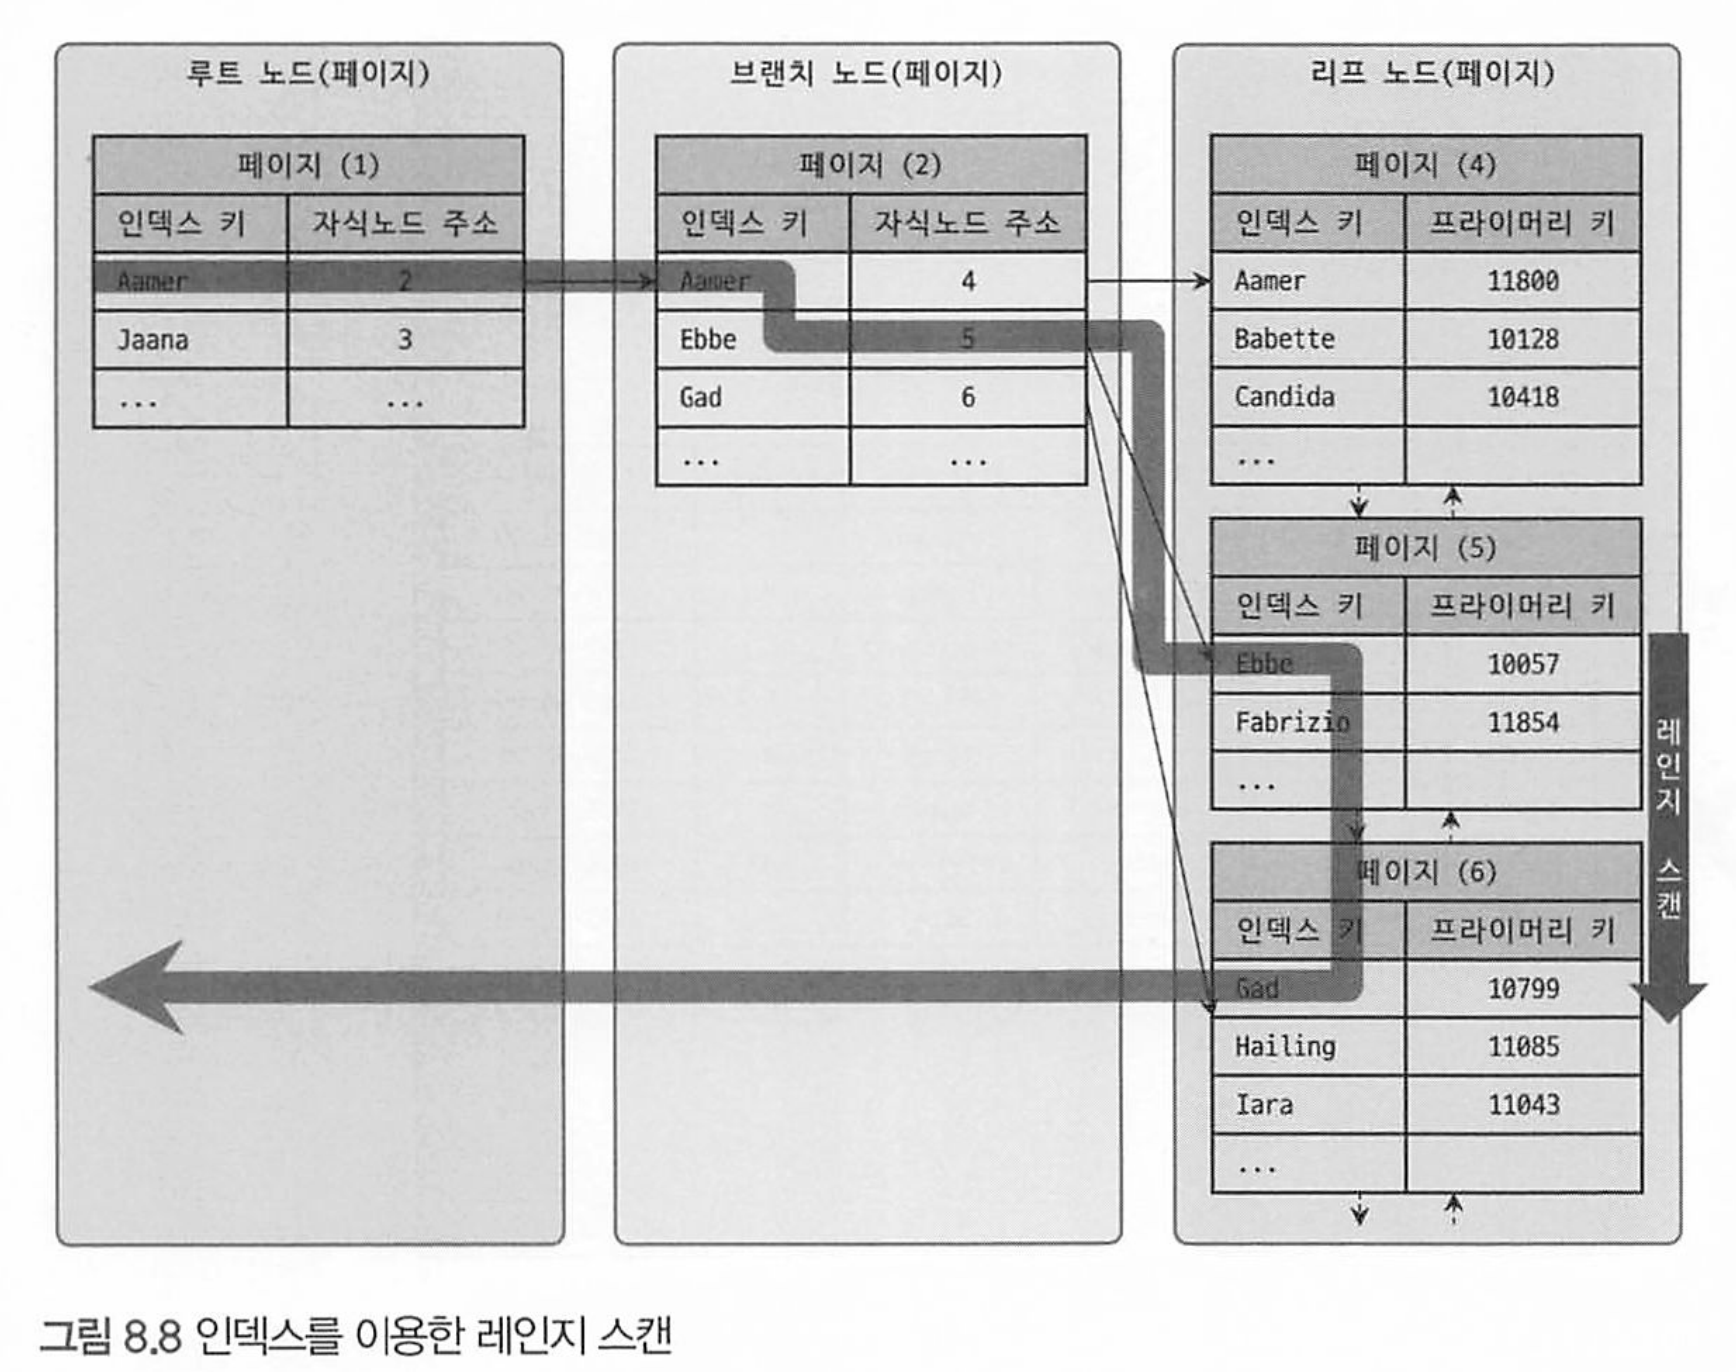 루트 노드(페이지)
페이지 (1)
인덱스 키 자식노드 주소
Aamer 2
Jaana 3
... ...
브랜치 노드(페이지)
페이지 (2)
인덱스 키 자식노드 주소
Aamer 4
Ebbe 5
Gad 6
... ...
리프 노드(페이지)
페이지 (4)
인덱스 키 프라이머리 키
Aamer 11800
Babette 10128
Candida 10418
...
페이지 (5)
인덱스 키 프라이머리 키
Ebbe 10057
Fabrizio 11854
...
페이지 (6)
인덱스 키 프라이머리 키
Gad 10799
Hailing 11085
Iara 11043
...
레인지 스캔
그림 8.8 인덱스를 이용한 레인지 스캔